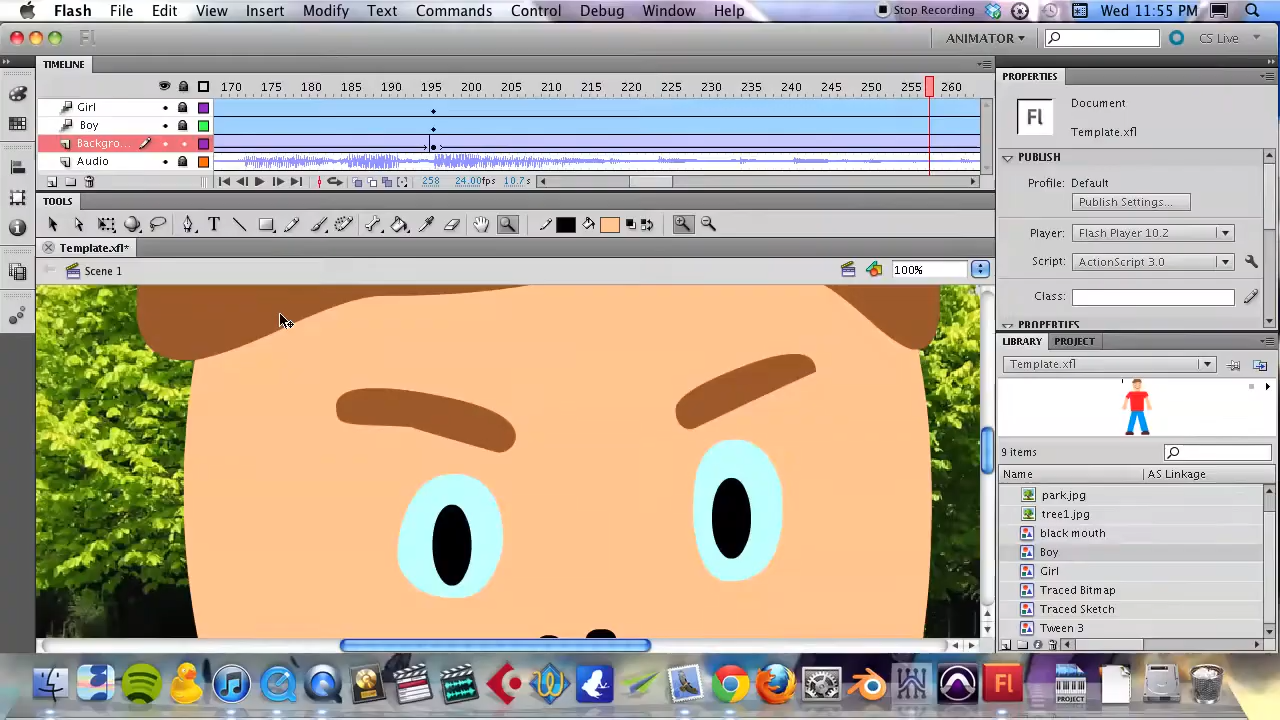 Flash File Edit View Insert Modify Text Commands Control Debug Window Help Stop Recording Wed 11:55 PM
Fl ANIMATOR CS Live
TIMELINE
170 175 180 185 190 195 200 205 210 215 220 225 230 235 240 245 250 255 260
Girl
Boy
Backgro...
Audio
258 24.00fps 10.7s
TOOLS
Template.xfl*
Scene 1 100%
PROPERTIES
Fl Document
Template.xfl
PUBLISH
Profile: Default
Publish Settings...
Player: Flash Player 10.2
Script: ActionScript 3.0
Class:
PROPERTIES
LIBRARY PROJECT
Template.xfl
9 items
Name AS Linkage
park.jpg
tree1.jpg
black mouth
Boy
Girl
Traced Bitmap
Traced Sketch
Tween 3
Fl PROJECT